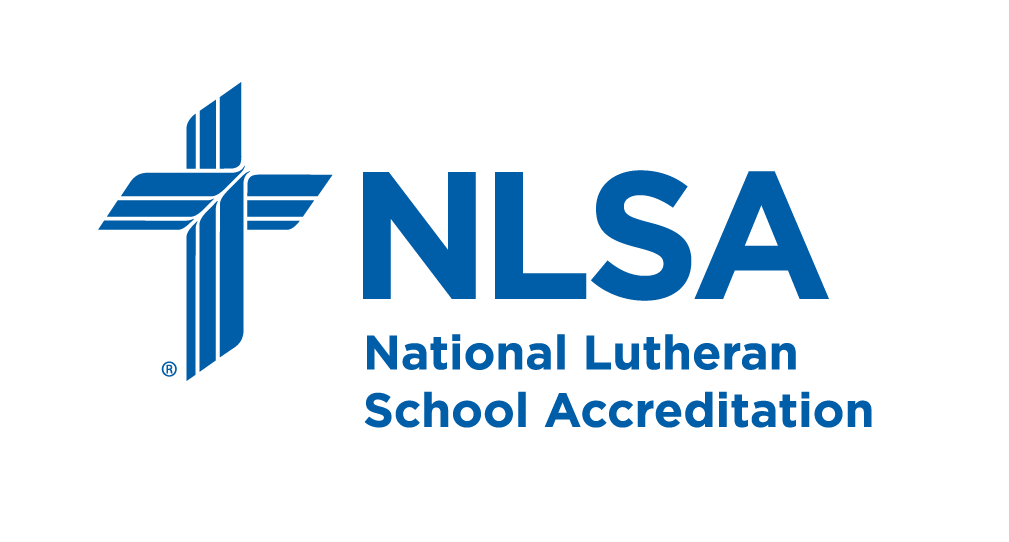 NLSA
National Lutheran
School Accreditation
®